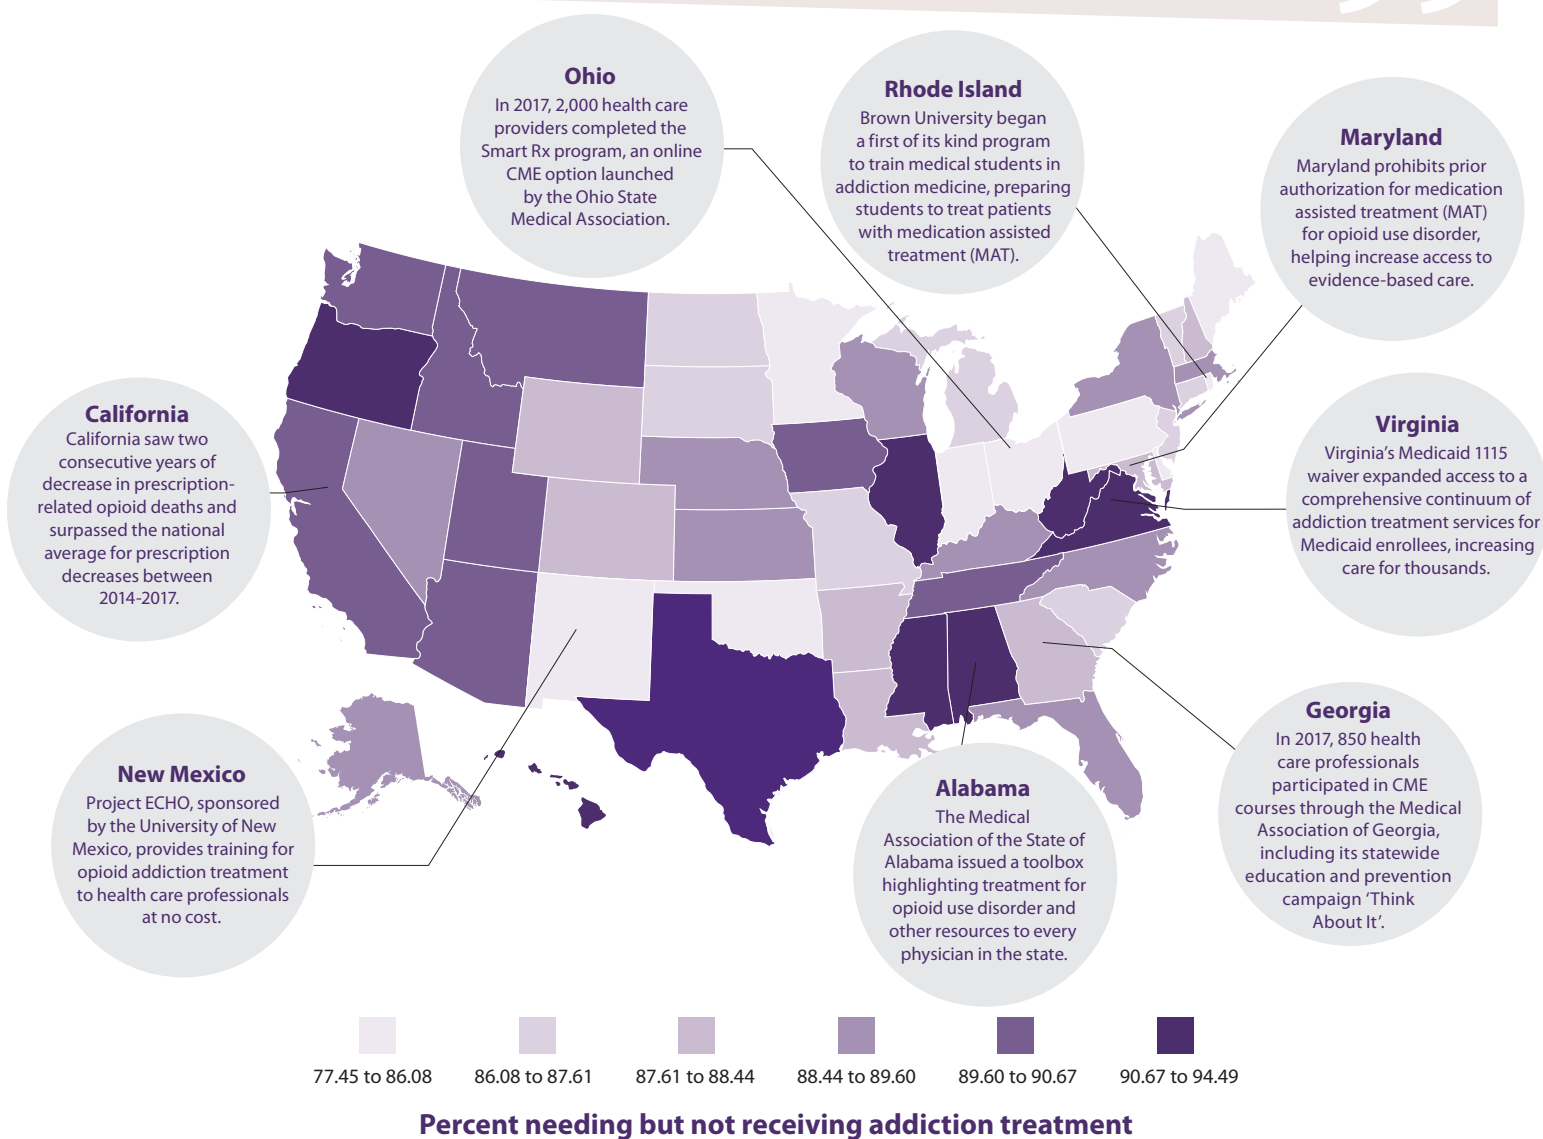 Ohio
In 2017, 2,000 health care
providers completed the
Smart Rx program, an online
CME option launched
by the Ohio State
Medical Association.
Rhode Island
Brown University began
a first of its kind program
to train medical students in
addiction medicine, preparing
students to treat patients
with medication assisted
treatment (MAT).
Maryland
Maryland prohibits prior
authorization for medication
assisted treatment (MAT)
for opioid use disorder,
helping increase access to
evidence-based care.
California
California saw two
consecutive years of
decrease in prescription-
related opioid deaths and
surpassed the national
average for prescription
decreases between
2014-2017.
Virginia
Virginia’s Medicaid 1115
waiver expanded access to a
comprehensive continuum of
addiction treatment services for
Medicaid enrollees, increasing
care for thousands.
New Mexico
Project ECHO, sponsored
by the University of New
Mexico, provides training for
opioid addiction treatment
to health care professionals
at no cost.
Alabama
The Medical
Association of the State of
Alabama issued a toolbox
highlighting treatment for
opioid use disorder and
other resources to every
physician in the state.
Georgia
In 2017, 850 health
care professionals
participated in CME
courses through the Medical
Association of Georgia,
including its statewide
education and prevention
campaign ‘Think
About It’.
77.45 to 86.08
86.08 to 87.61
87.61 to 88.44
88.44 to 89.60
89.60 to 90.67
90.67 to 94.49
Percent needing but not receiving addiction treatment